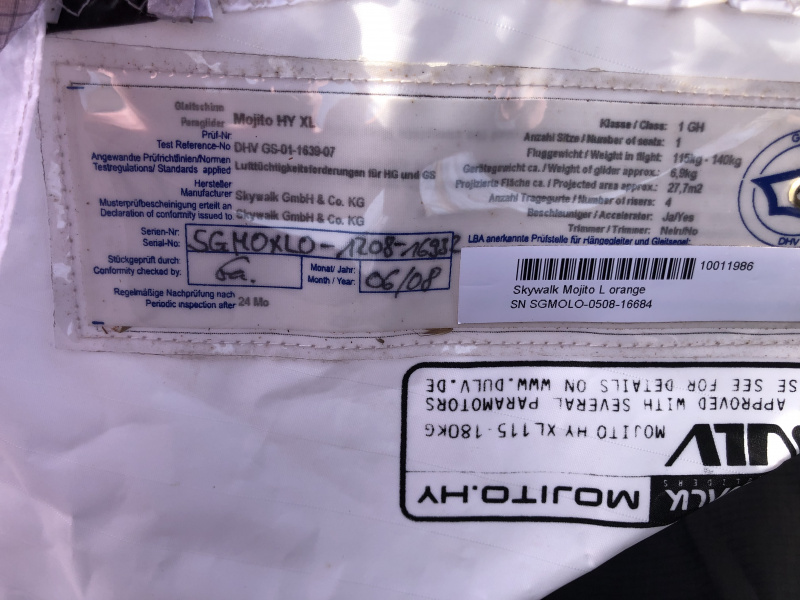 Gleitschirm
Paraglider Mojito HY XL
Prüf-Nr
Test Reference-No DHV GS-01-1639-07
Angewandte Prüfrichtlinien/Normen
Testregulations/ Standards applied Lufttüchtigkeitsforderungen für HG und GS
Hersteller
Manufacturer Skywalk GmbH & Co. KG
Musterprüfbescheinigung erteilt an
Declaration of conformity issued to Skywalk GmbH & Co. KG
Serien-Nr:
Serial-No: SGMOXLO-1208-16982
Stückgeprüft durch:
Conformity checked by: Ga.
Monat/ Jahr:
Month / Year: 06/08
Regelmäßige Nachprüfung nach
Periodic inspection after 24 Mo
Klasse / Class: 1 GH
Anzahl Sitze / Number of seats: 1
Fluggewicht / Weight in flight: 115kg - 140kg
Gerätegewicht ca. / Weight of glider approx: 6,9kg
Projizierte Fläche ca. / Projected area approx: 27,7m2
Anzahl Tragegurte / Number of risers: 4
Beschleuniger / Accelerator: Ja/Yes
Trimmer / Trimmer: Nein/No
LBA anerkannte Prüfstelle für Hängegleiter und Gleitsegel:
DHV
10011986
Skywalk Mojito L orange
SN SGMOLO-0508-16684
MOJITO.HY
MOJITO HY XL 115 - 180KG
APPROVED WITH SEVERAL PARAMOTORS
SE SEE FOR DETAILS ON WWW.DULV.DE